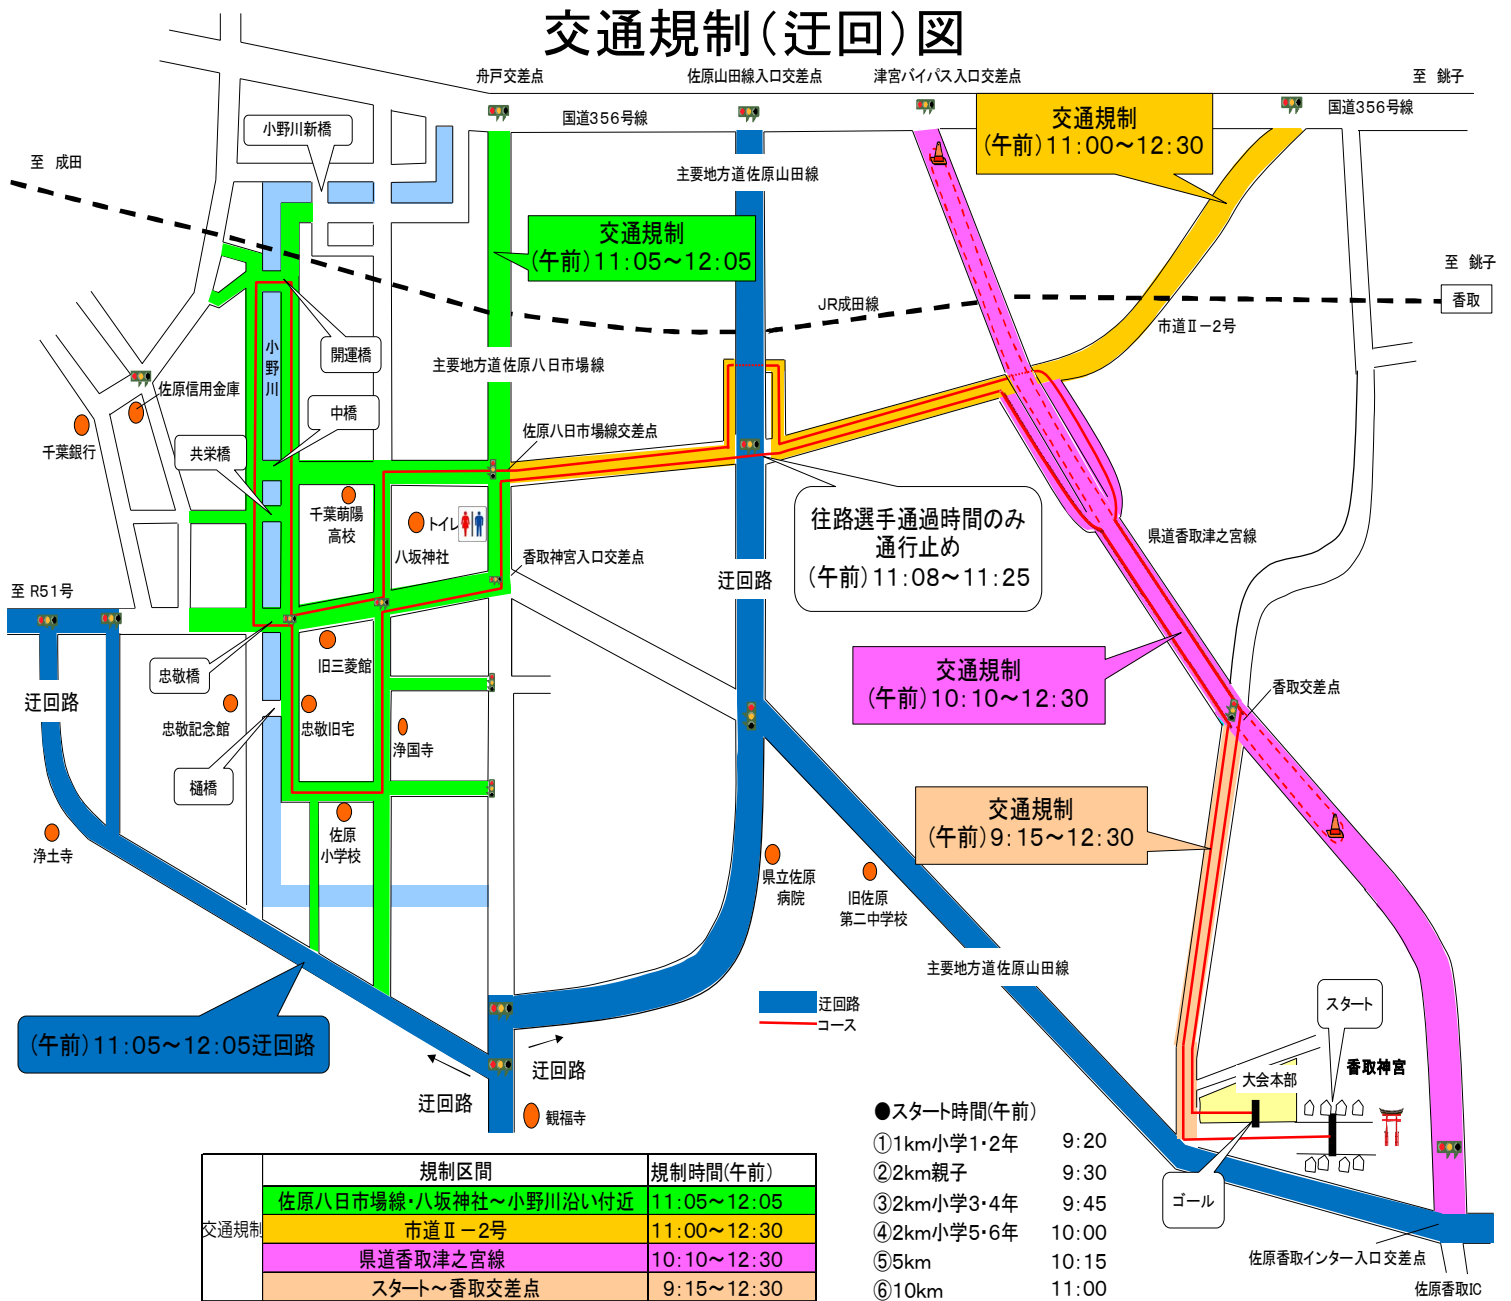 交通規制(迂回)図
舟戸交差点
佐原山田線入口交差点
津宮バイパス入口交差点
至 銚子
国道356号線
国道356号線
小野川新橋
至 成田
交通規制
(午前)11:00～12:30
主要地方道佐原山田線
交通規制
(午前)11:05～12:05
至 銚子
香取
JR成田線
市道Ⅱ－2号
小野川
開運橋
主要地方道佐原八日市場線
佐原信用金庫
中橋
千葉銀行
共栄橋
佐原八日市場線交差点
千葉萌陽
高校
トイレ
八坂神社
香取神宮入口交差点
往路選手通過時間のみ
通行止め
(午前)11:08～11:25
県道香取津之宮線
迂回路
至 R51号
忠敬橋
旧三菱館
交通規制
(午前)10:10～12:30
香取交差点
迂回路
忠敬記念館
忠敬旧宅
浄国寺
樋橋
交通規制
(午前)9:15～12:30
佐原
小学校
浄土寺
県立佐原
病院
旧佐原
第二中学校
主要地方道佐原山田線
迂回路
コース
スタート
(午前)11:05～12:05迂回路
迂回路
迂回路
観福寺
香取神宮
大会本部
ゴール
●スタート時間(午前)
①1km小学1・2年 9:20
②2km親子 9:30
③2km小学3・4年 9:45
④2km小学5・6年 10:00
⑤5km 10:15
⑥10km 11:00
佐原香取インター入口交差点
佐原香取IC
規制区間 規制時間(午前)
交通規制
佐原八日市場線・八坂神社～小野川沿い付近 11:05～12:05
市道Ⅱ－2号 11:00～12:30
県道香取津之宮線 10:10～12:30
スタート～香取交差点 9:15～12:30